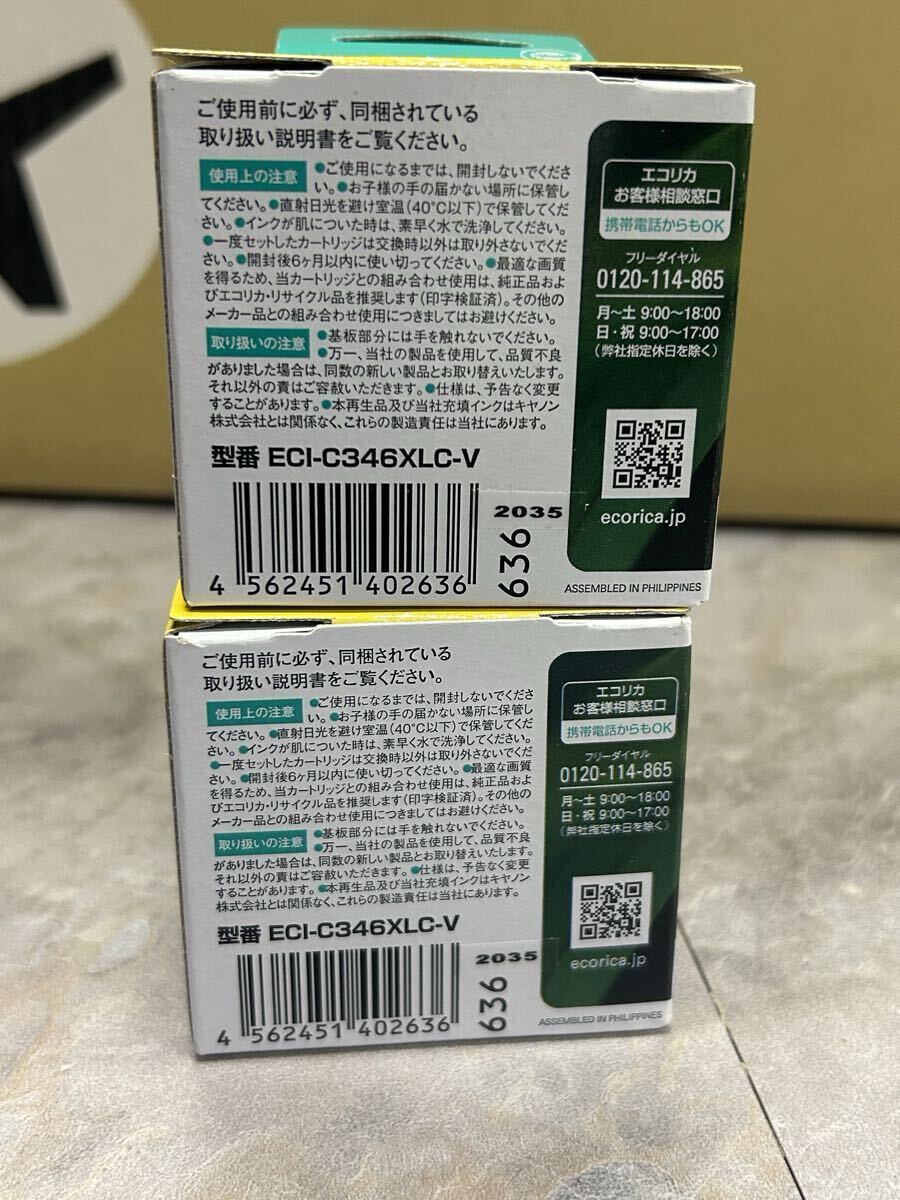 ご使用前に必ず、同梱されている
取り扱い説明書をご覧ください。
使用上の注意 ●ご使用になるまでは、開封しないでくださ
い。●お子様の手の届かない場所に保管し
てください。●直射日光を避け室温(40℃以下)で保管してくだ
さい。●インクが肌についた時は、素早く水で洗浄してください。
●一度セットしたカートリッジは交換時以外は取り外さないでく
ださい。●開封後6ヶ月以内に使い切ってください。●最適な画質
を得るため、当カートリッジとの組み合わせ使用は、純正品およ
びエコリカ・リサイクル品を推奨します(印字検証済)。その他の
メーカー品との組み合わせ使用につきましてはお避けください。
取り扱いの注意 ●基板部分には手を触れないでください。
●万一、当社の製品を使用して、品質不良
がありました場合は、同数の新しい製品とお取り替えいたします。
それ以外の責はご容赦いただきます。●仕様は、予告なく変更
することがあります。●本再生品及び当社充填インクはキヤノン
株式会社とは関係なく、これらの製造責任は当社にあります。
型番 ECI-C346XLC-V
4 562451 402636
2035
636
エコリカ
お客様相談窓口
携帯電話からもOK
フリーダイヤル
0120-114-865
月～土 9:00～18:00
日・祝 9:00～17:00
(弊社指定休日を除く)
ecorica.jp
ASSEMBLED IN PHILIPPINES
ご使用前に必ず、同梱されている
取り扱い説明書をご覧ください。
使用上の注意 ●ご使用になるまでは、開封しないでくださ
い。●お子様の手の届かない場所に保管し
てください。●直射日光を避け室温(40℃以下)で保管してくだ
さい。●インクが肌についた時は、素早く水で洗浄してください。
●一度セットしたカートリッジは交換時以外は取り外さないでく
ださい。●開封後6ヶ月以内に使い切ってください。●最適な画質
を得るため、当カートリッジとの組み合わせ使用は、純正品およ
びエコリカ・リサイクル品を推奨します(印字検証済)。その他の
メーカー品との組み合わせ使用につきましてはお避けください。
取り扱いの注意 ●基板部分には手を触れないでください。
●万一、当社の製品を使用して、品質不良
がありました場合は、同数の新しい製品とお取り替えいたします。
それ以外の責はご容赦いただきます。●仕様は、予告なく変更
することがあります。●本再生品及び当社充填インクはキヤノン
株式会社とは関係なく、これらの製造責任は当社にあります。
型番 ECI-C346XLC-V
4 562451 402636
2035
636
エコリカ
お客様相談窓口
携帯電話からもOK
フリーダイヤル
0120-114-865
月～土 9:00～18:00
日・祝 9:00～17:00
(弊社指定休日を除く)
ecorica.jp
ASSEMBLED IN PHILIPPINES